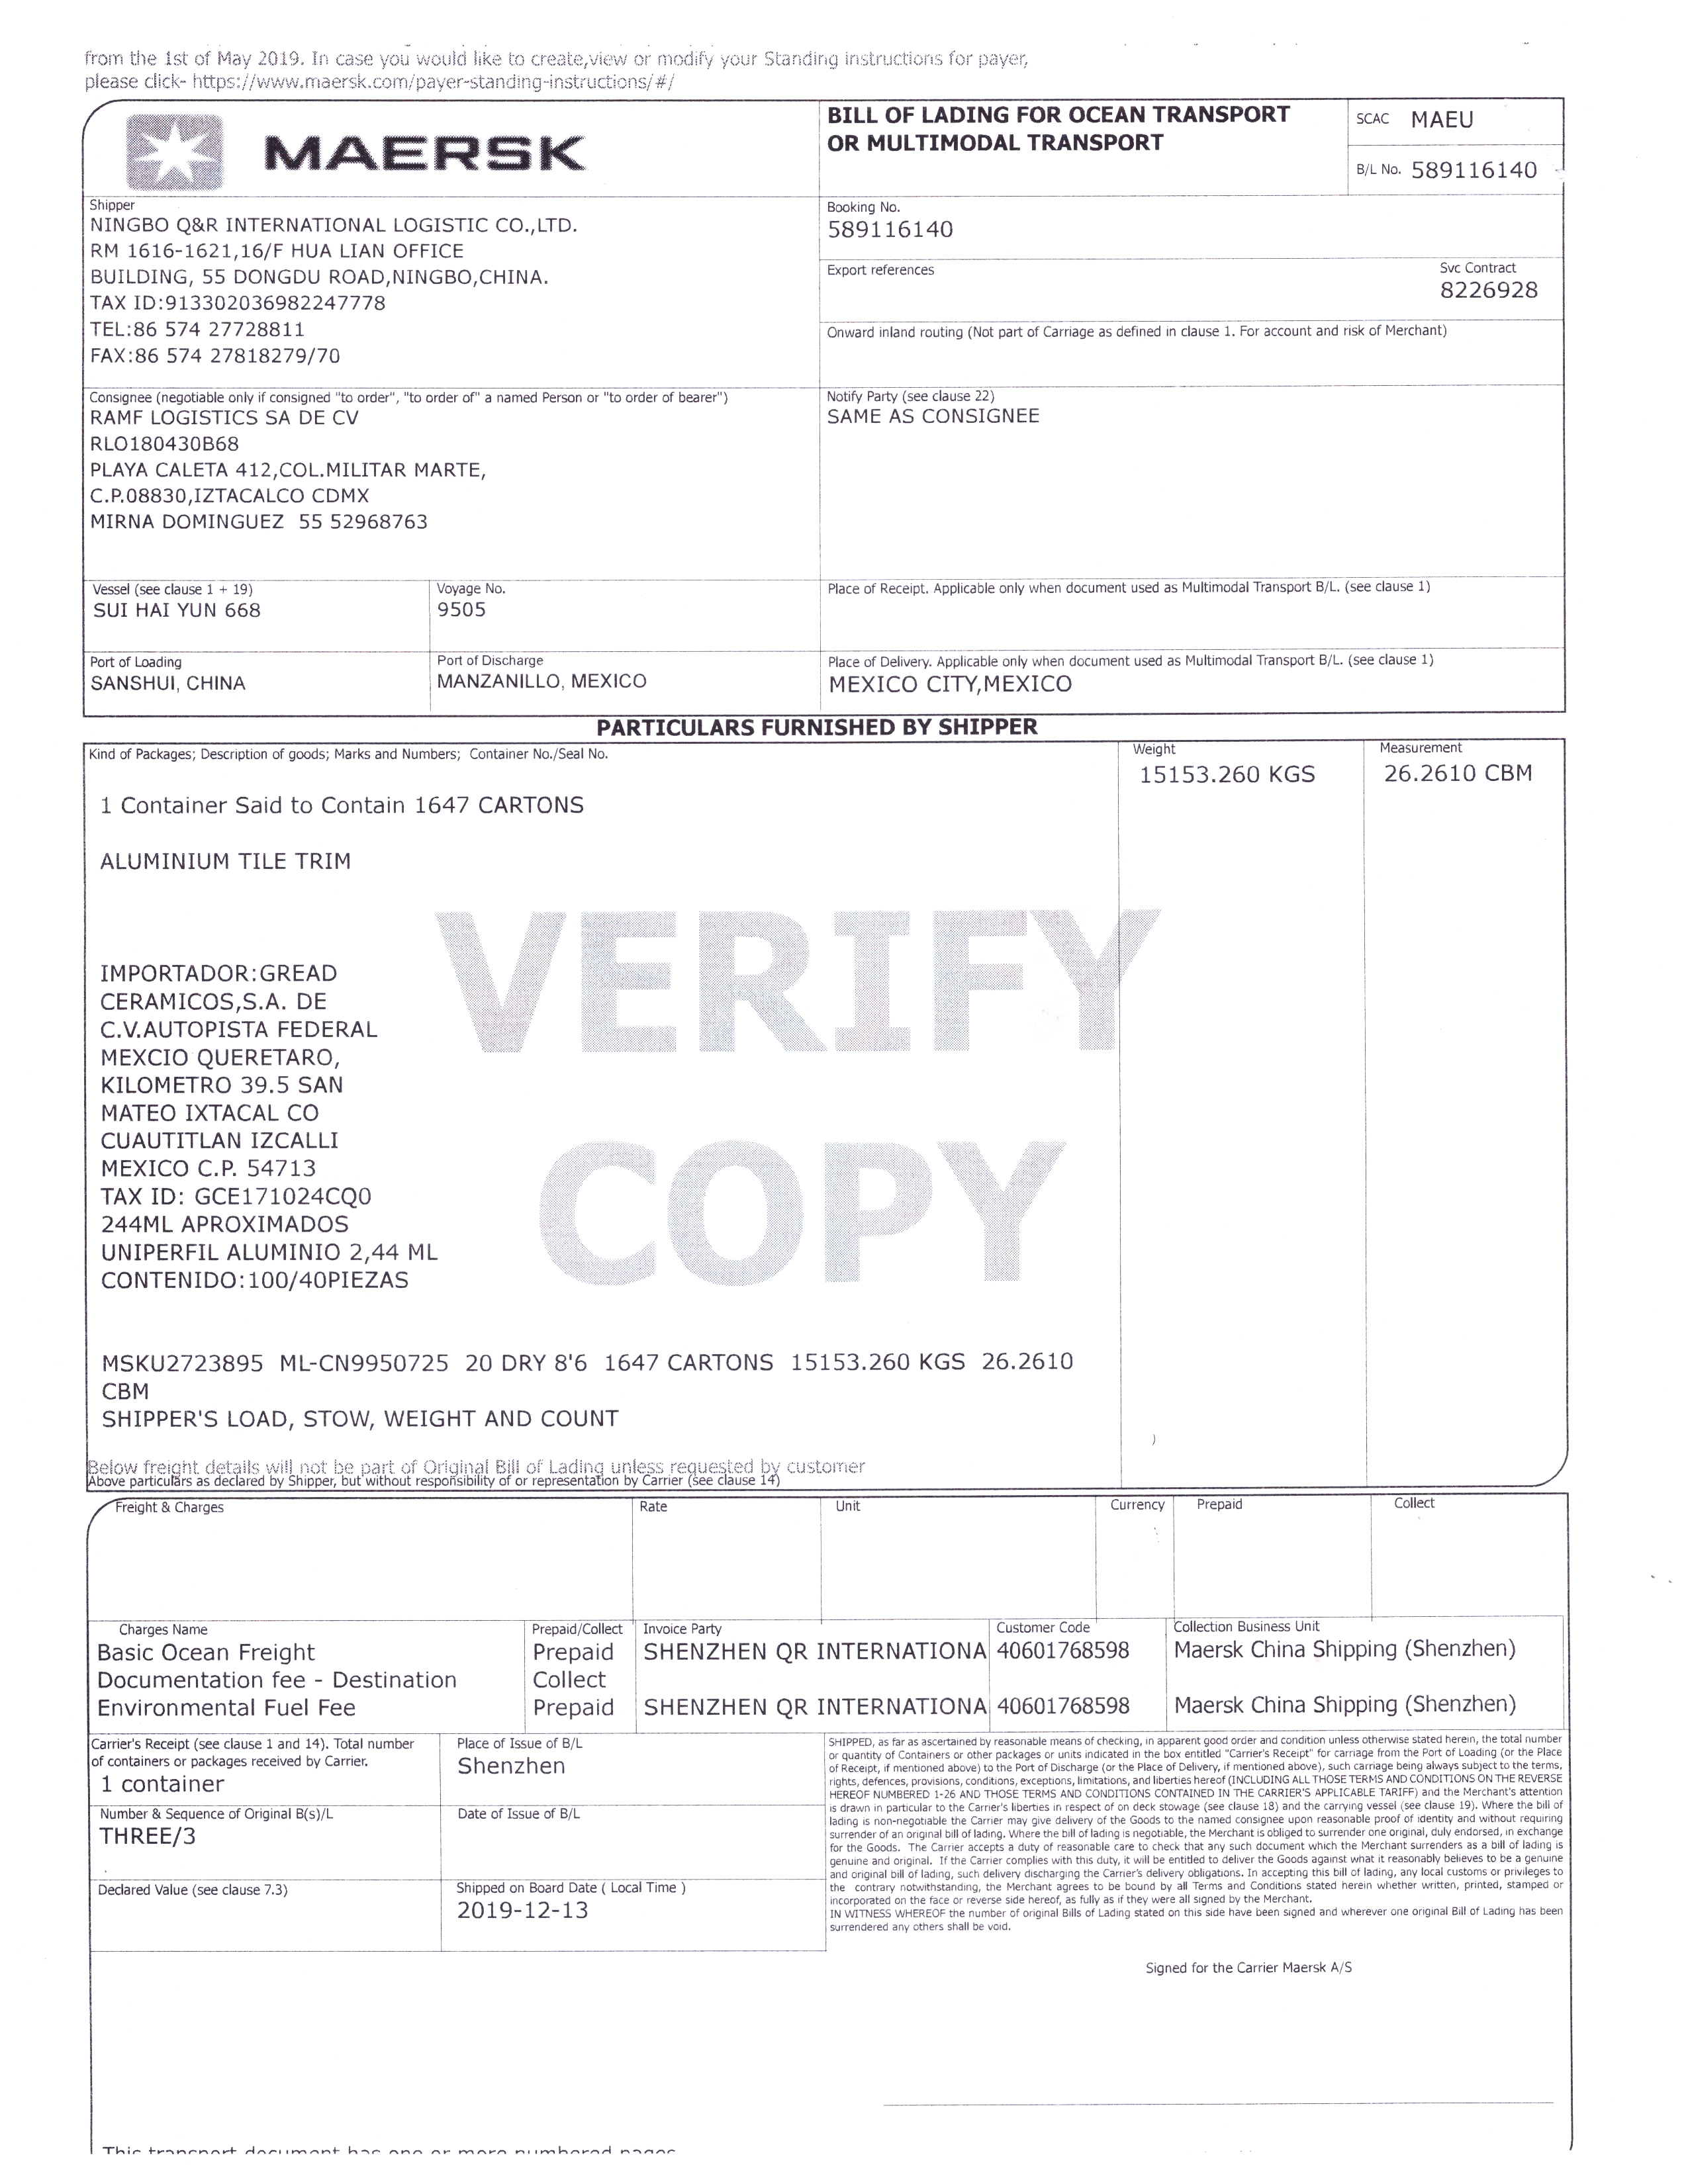 from the 1st of May 2019. In case you would like to create,view or modify your Standing instructions for payer,
please click- https://www.maersk.com/payer-standing-instructions/#/
MAERSK
BILL OF LADING FOR OCEAN TRANSPORT
OR MULTIMODAL TRANSPORT
SCAC MAEU
B/L No. 589116140
Shipper
NINGBO Q&R INTERNATIONAL LOGISTIC CO.,LTD.
RM 1616-1621,16/F HUA LIAN OFFICE
BUILDING, 55 DONGDU ROAD,NINGBO,CHINA.
TAX ID:913302036982247778
TEL:86 574 27728811
FAX:86 574 27818279/70
Booking No.
589116140
Export references
Svc Contract
8226928
Onward inland routing (Not part of Carriage as defined in clause 1. For account and risk of Merchant)
Consignee (negotiable only if consigned "to order", "to order of" a named Person or "to order of bearer")
RAMF LOGISTICS SA DE CV
RLO180430B68
PLAYA CALETA 412,COL.MILITAR MARTE,
C.P.08830,IZTACALCO CDMX
MIRNA DOMINGUEZ 55 52968763
Notify Party (see clause 22)
SAME AS CONSIGNEE
Vessel (see clause 1 + 19)
SUI HAI YUN 668
Voyage No.
9505
Place of Receipt. Applicable only when document used as Multimodal Transport B/L. (see clause 1)
Port of Loading
SANSHUI, CHINA
Port of Discharge
MANZANILLO, MEXICO
Place of Delivery. Applicable only when document used as Multimodal Transport B/L. (see clause 1)
MEXICO CITY,MEXICO
PARTICULARS FURNISHED BY SHIPPER
Kind of Packages; Description of goods; Marks and Numbers; Container No./Seal No.
Weight
15153.260 KGS
Measurement
26.2610 CBM
1 Container Said to Contain 1647 CARTONS
ALUMINIUM TILE TRIM
VERIFY
COPY
IMPORTADOR:GREAD
CERAMICOS,S.A. DE
C.V.AUTOPISTA FEDERAL
MEXCIO QUERETARO,
KILOMETRO 39.5 SAN
MATEO IXTACAL CO
CUAUTITLAN IZCALLI
MEXICO C.P. 54713
TAX ID: GCE171024CQ0
244ML APROXIMADOS
UNIPERFIL ALUMINIO 2,44 ML
CONTENIDO:100/40PIEZAS
MSKU2723895 ML-CN9950725 20 DRY 8'6 1647 CARTONS 15153.260 KGS 26.2610
CBM
SHIPPER'S LOAD, STOW, WEIGHT AND COUNT
Below freight details will not be part of Original Bill of Lading unless requested by customer
Above particulars as declared by Shipper, but without responsibility of or representation by Carrier (see clause 14)
Freight & Charges Rate Unit Currency Prepaid Collect
Charges Name Prepaid/Collect Invoice Party Customer Code Collection Business Unit
Basic Ocean Freight Prepaid SHENZHEN QR INTERNATIONA 40601768598 Maersk China Shipping (Shenzhen)
Documentation fee - Destination Collect
Environmental Fuel Fee Prepaid SHENZHEN QR INTERNATIONA 40601768598 Maersk China Shipping (Shenzhen)
Carrier's Receipt (see clause 1 and 14). Total number
of containers or packages received by Carrier.
1 container
Place of Issue of B/L
Shenzhen
Number & Sequence of Original B(s)/L
THREE/3
Date of Issue of B/L
Declared Value (see clause 7.3)
Shipped on Board Date ( Local Time )
2019-12-13
SHIPPED, as far as ascertained by reasonable means of checking, in apparent good order and condition unless otherwise stated herein, the total number
or quantity of Containers or other packages or units indicated in the box entitled "Carrier's Receipt" for carriage from the Port of Loading (or the Place
of Receipt, if mentioned above) to the Port of Discharge (or the Place of Delivery, if mentioned above), such carriage being always subject to the terms,
rights, defences, provisions, conditions, exceptions, limitations, and liberties hereof (INCLUDING ALL THOSE TERMS AND CONDITIONS ON THE REVERSE
HEREOF NUMBERED 1-26 AND THOSE TERMS AND CONDITIONS CONTAINED IN THE CARRIER'S APPLICABLE TARIFF) and the Merchant's attention
is drawn in particular to the Carrier's liberties in respect of on deck stowage (see clause 18) and the carrying vessel (see clause 19). Where the bill of
lading is non-negotiable the Carrier may give delivery of the Goods to the named consignee upon reasonable proof of identity and without requiring
surrender of an original bill of lading. Where the bill of lading is negotiable, the Merchant is obliged to surrender one original, duly endorsed, in exchange
for the Goods. The Carrier accepts a duty of reasonable care to check that any such document which the Merchant surrenders as a bill of lading is
genuine and original. If the Carrier complies with this duty, it will be entitled to deliver the Goods against what it reasonably believes to be a genuine
and original bill of lading, such delivery discharging the Carrier's delivery obligations. In accepting this bill of lading, any local customs or privileges to
the contrary notwithstanding, the Merchant agrees to be bound by all Terms and Conditions stated herein whether written, printed, stamped or
incorporated on the face or reverse side hereof, as fully as if they were all signed by the Merchant.
IN WITNESS WHEREOF the number of original Bills of Lading stated on this side have been signed and wherever one original Bill of Lading has been
surrendered any others shall be void.
Signed for the Carrier Maersk A/S
This transport document has one or more numbered pages